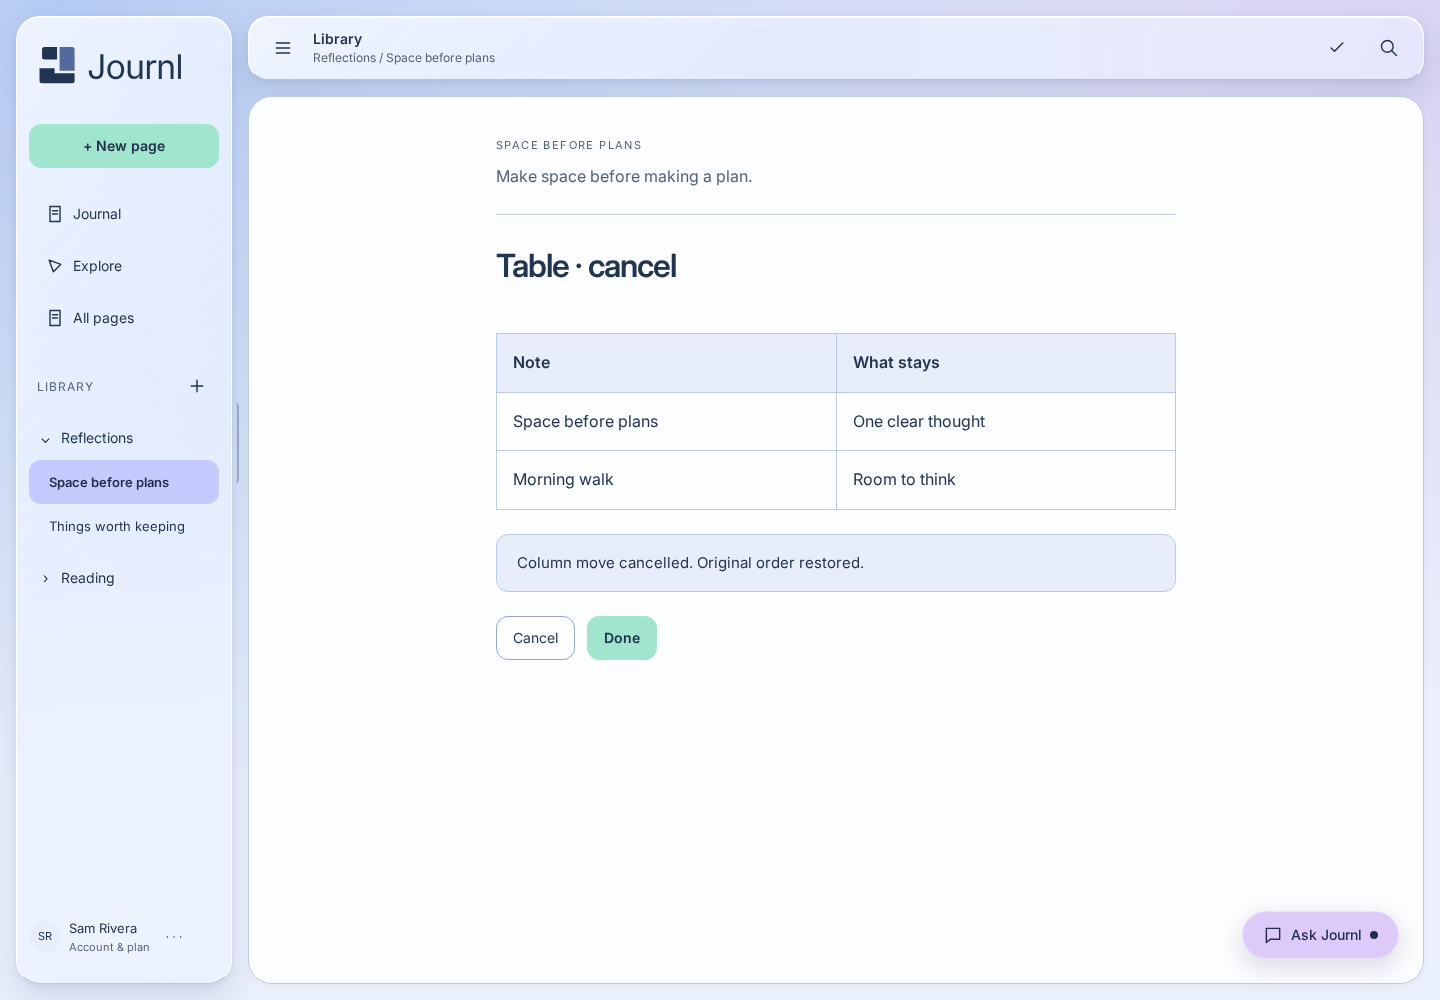 Journl
+ New page
Journal
Explore
All pages
LIBRARY
Reflections
Space before plans
Things worth keeping
Reading
SR
Sam Rivera
Account & plan
...
Library
Reflections / Space before plans
SPACE BEFORE PLANS
Make space before making a plan.
Table · cancel
Note What stays
Space before plans One clear thought
Morning walk Room to think
Column move cancelled. Original order restored.
Cancel Done
Ask Journl